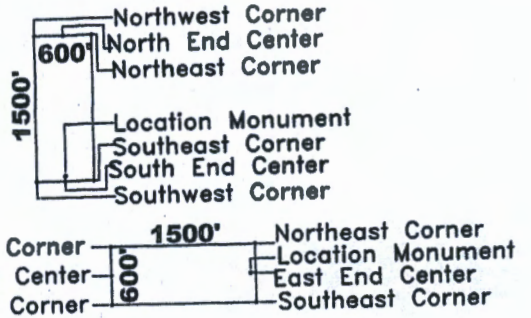 Northwest Corner
North End Center
600'
Northeast Corner
1500'
Location Monument
Southeast Corner
South End Center
Southwest Corner
1500'
Northeast Corner
Corner
Location Monument
Center
600'
East End Center
Corner
Southeast Corner